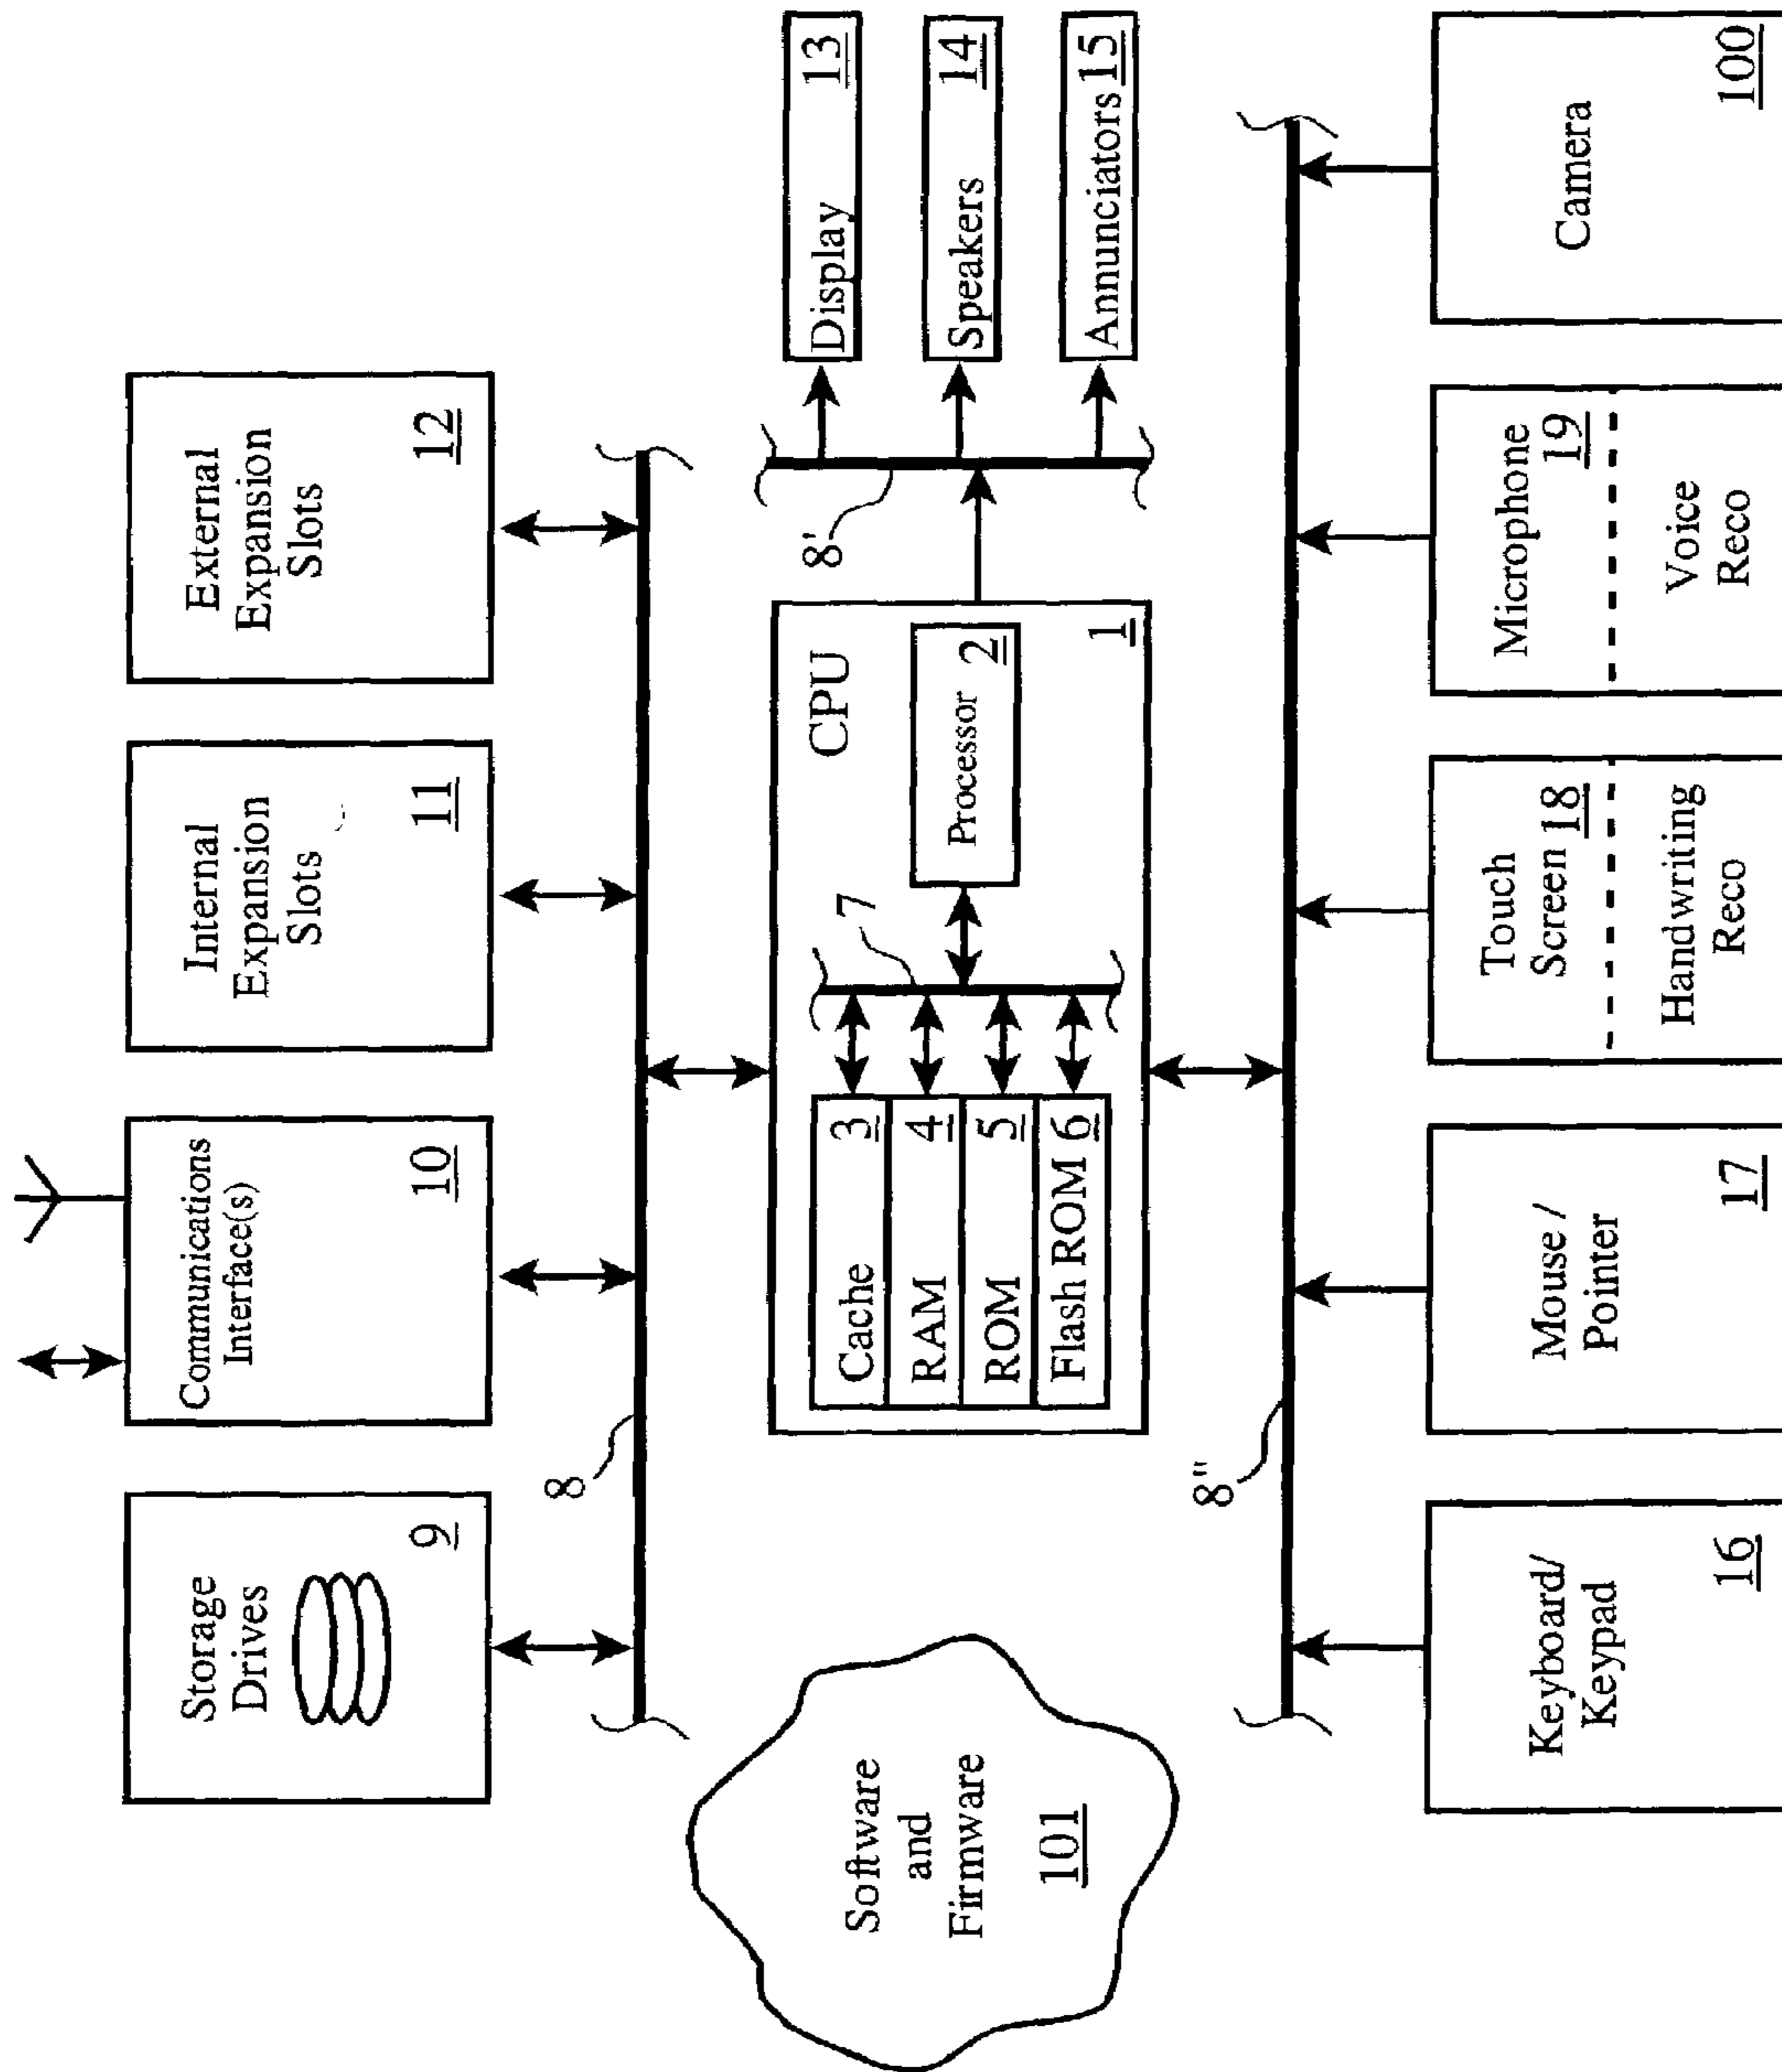 Storage
Drives
9
Communications
Interface(s)
10
Internal
Expansion
Slots
11
External
Expansion
Slots
12
8
Software
and
Firmware
101
CPU
Cache 3
RAM 4
ROM 5
Flash ROM 6
7
Processor 2
1
8'
Display 13
Speakers 14
Annunciators 15
8"
Keyboard/
Keypad
16
Mouse /
Pointer
17
Touch
Screen 18
Handwriting
Reco
Microphone
19
Voice
Reco
Camera
100